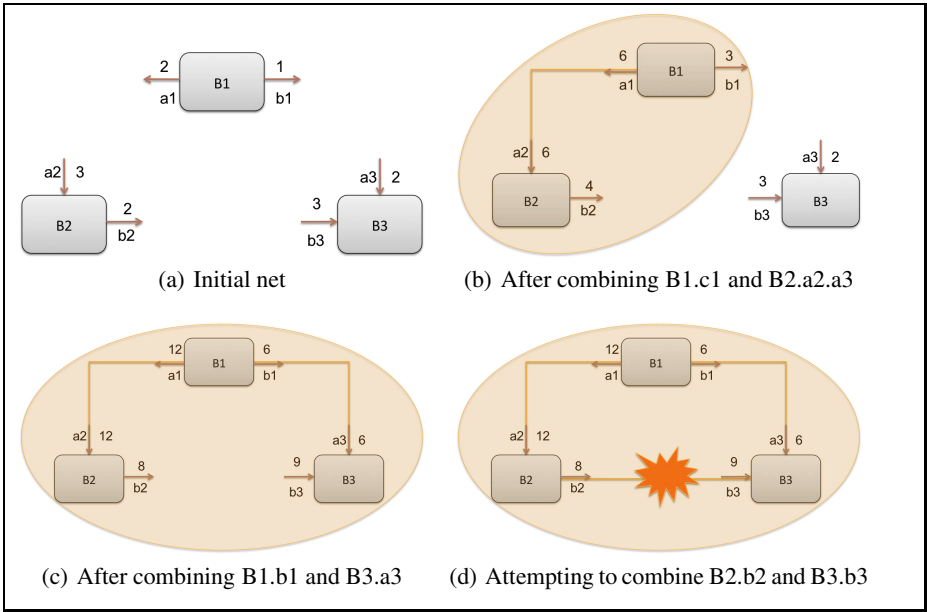 2 B1 1
a1 b1
a2 3
B2 2
b2
a3 2
3 B3
b3
(a) Initial net
6 B1 3
a1 b1
a2 6
B2 4
b2
a3 2
3 B3
b3
(b) After combining B1.c1 and B2.a2.a3
12 B1 6
a1 b1
a2 12
B2 8
b2
a3 6
9 B3
b3
(c) After combining B1.b1 and B3.a3
12 B1 6
a1 b1
a2 12
B2 8
b2
a3 6
9 B3
b3
(d) Attempting to combine B2.b2 and B3.b3